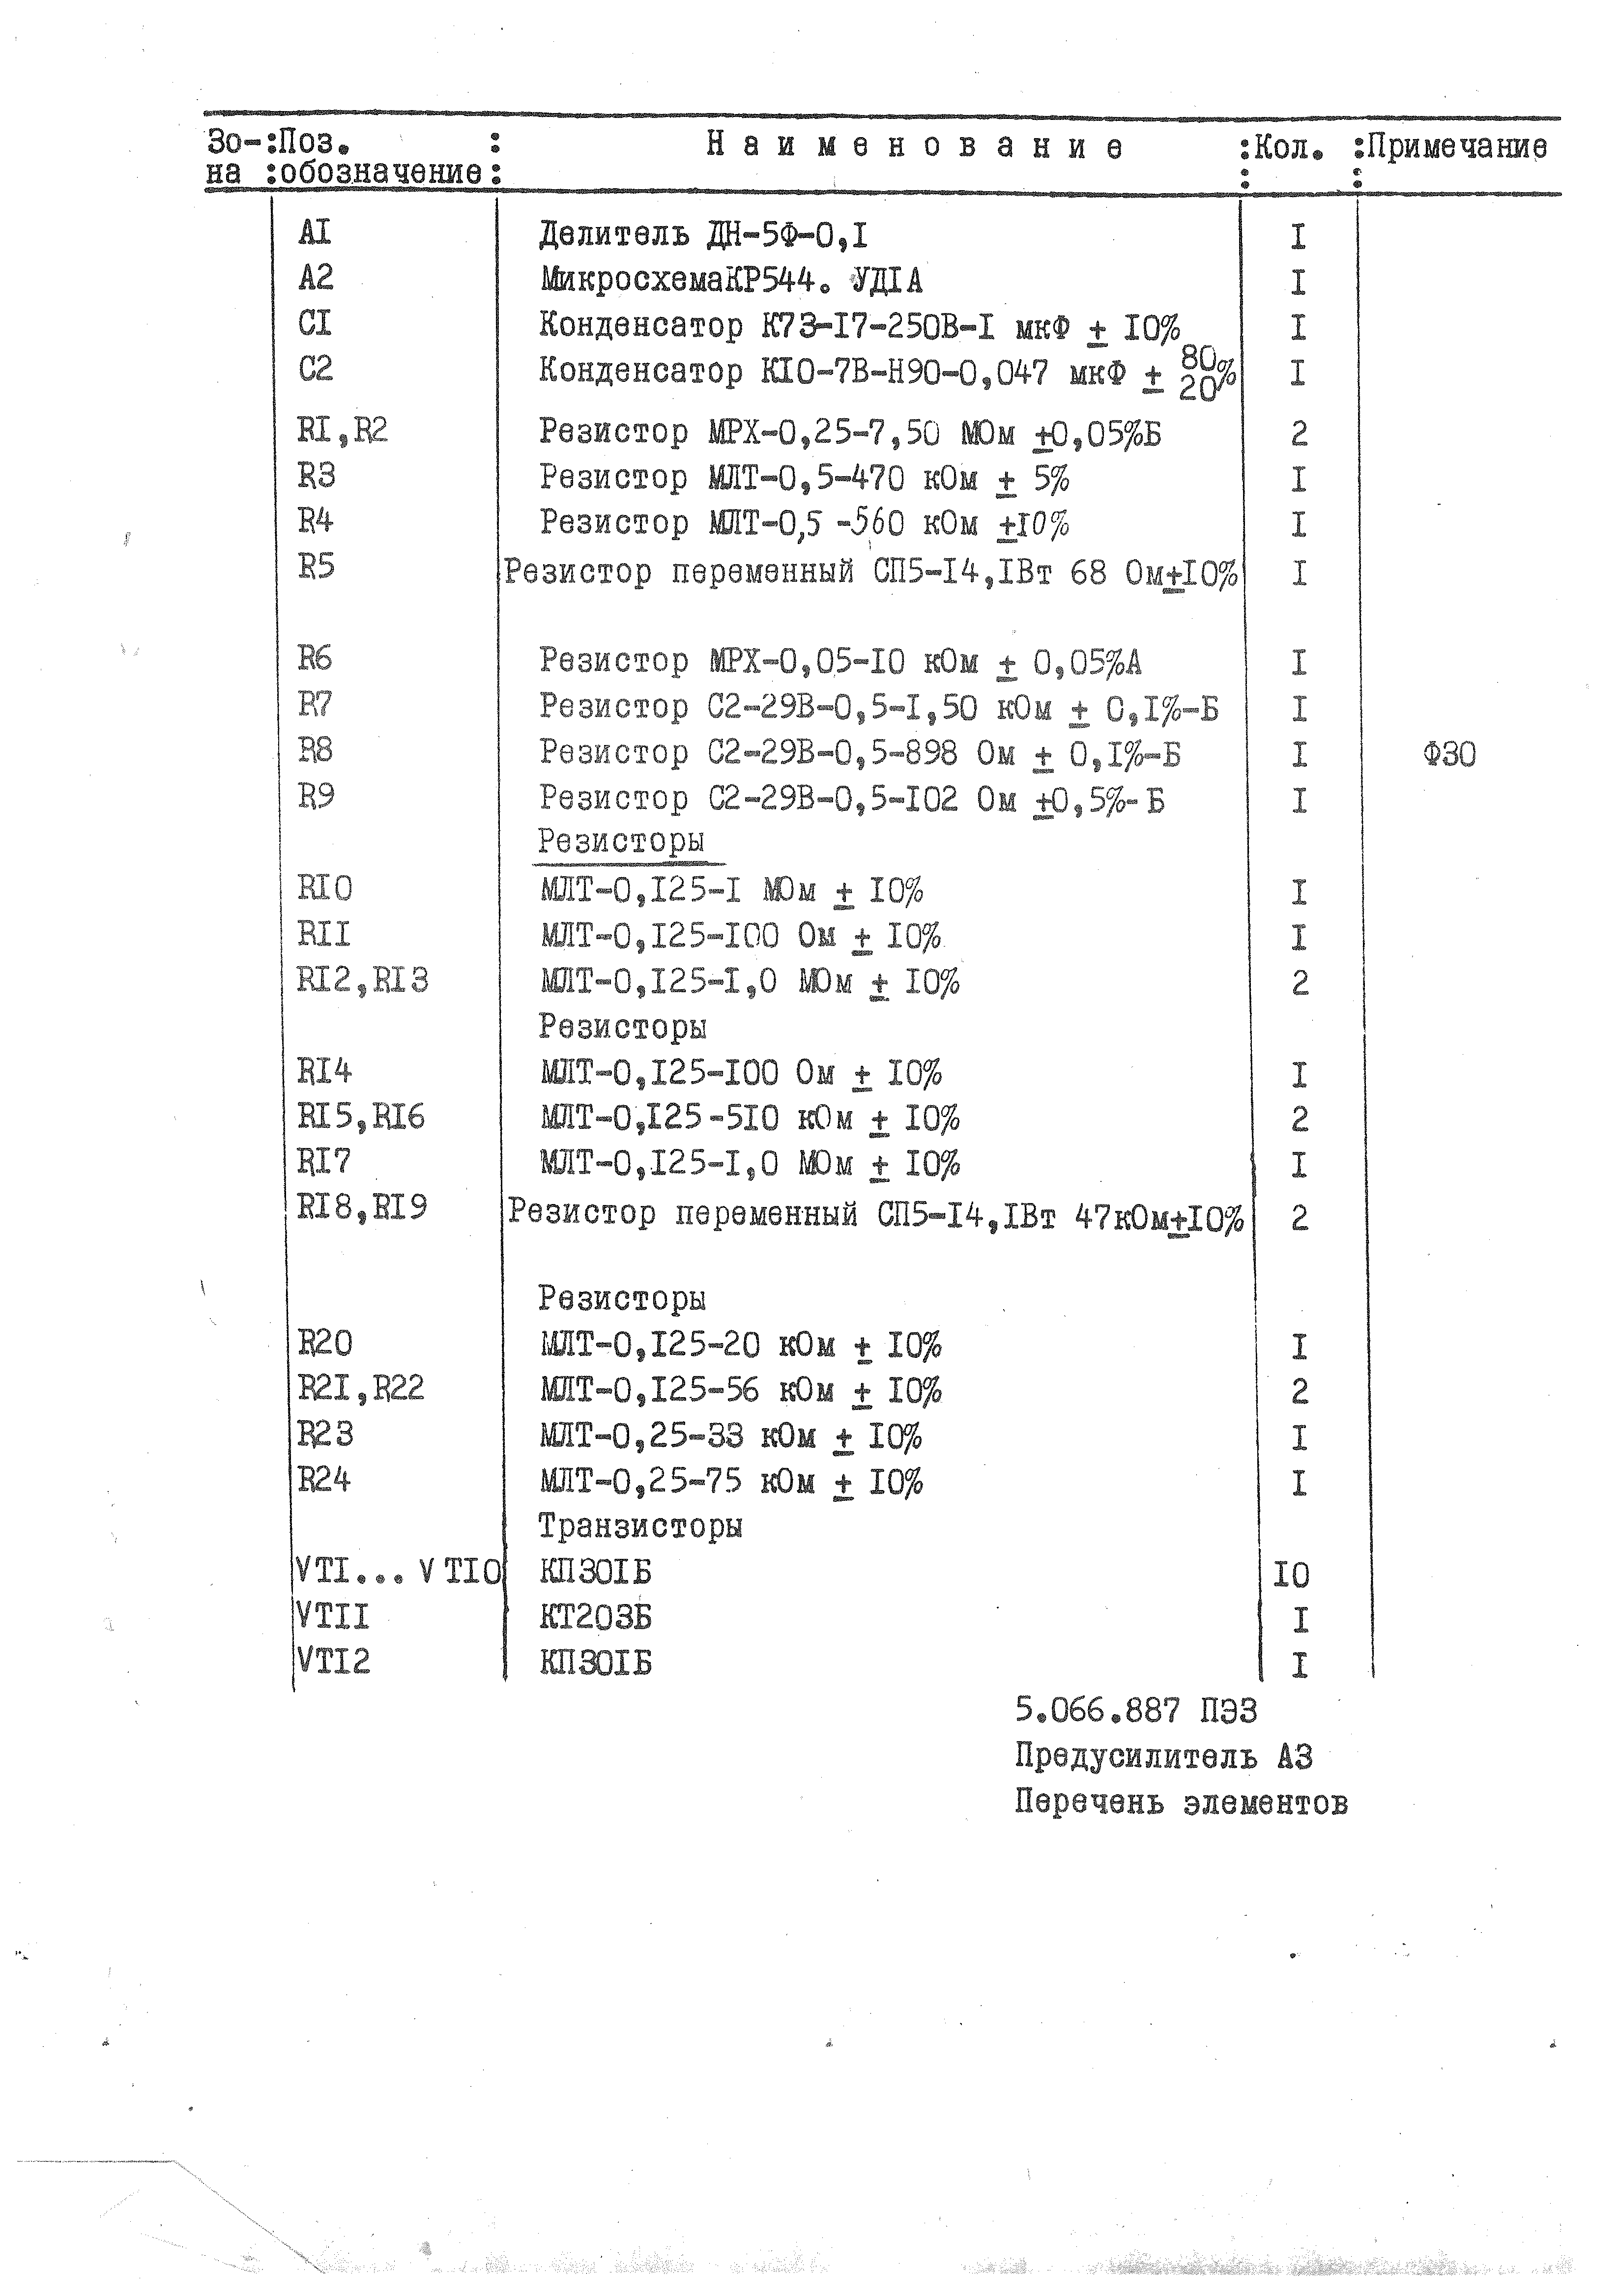 Зо-:Поз. : Наименование :Кол. :Примечание
на :обозначение: : :
AI Делитель ДН-5Ф-0,I I
A2 МикросхемаКР544. УДIА I
CI Конденсатор К73-I7-250В-I мкФ ± I0% I
C2 Конденсатор КI0-7В-Н90-0,047 мкФ ± 80/20% I
RI,R2 Резистор МРХ-0,25-7,50 МОм ±0,05%Б 2
R3 Резистор МЛТ-0,5-470 кОм ± 5% I
R4 Резистор МЛТ-0,5 -560 кОм ±I0% I
R5 Резистор переменный СП5-I4,IВт 68 Ом±I0% I
R6 Резистор МРХ-0,05-I0 кОм ± 0,05%А I
R7 Резистор С2-29В-0,5-I,50 кОм ± 0,I%-Б I
R8 Резистор С2-29В-0,5-898 Ом ± 0,I%-Б I Ф30
R9 Резистор С2-29В-0,5-I02 Ом ±0,5%-Б I
Резисторы
RI0 МЛТ-0,I25-I МОм ± I0% I
RII МЛТ-0,I25-I00 Ом ± I0% I
RI2,RI3 МЛТ-0,I25-I,0 МОм ± I0% 2
Резисторы
RI4 МЛТ-0,I25-I00 Ом ± I0% I
RI5,RI6 МЛТ-0,I25-5I0 кОм ± I0% 2
RI7 МЛТ-0,I25-I,0 МОм ± I0% I
RI8,RI9 Резистор переменный СП5-I4,IВт 47кОм±I0% 2
Резисторы
R20 МЛТ-0,I25-20 кОм ± I0% I
R2I,R22 МЛТ-0,I25-56 кОм ± I0% 2
R23 МЛТ-0,25-33 кОм ± I0% I
R24 МЛТ-0,25-75 кОм ± I0% I
Транзисторы
VTI... VTI0 КП30IБ I0
VTII КТ203Б I
VTI2 КП30IБ I
5.066.887 ПЭ3
Предусилитель А3
Перечень элементов